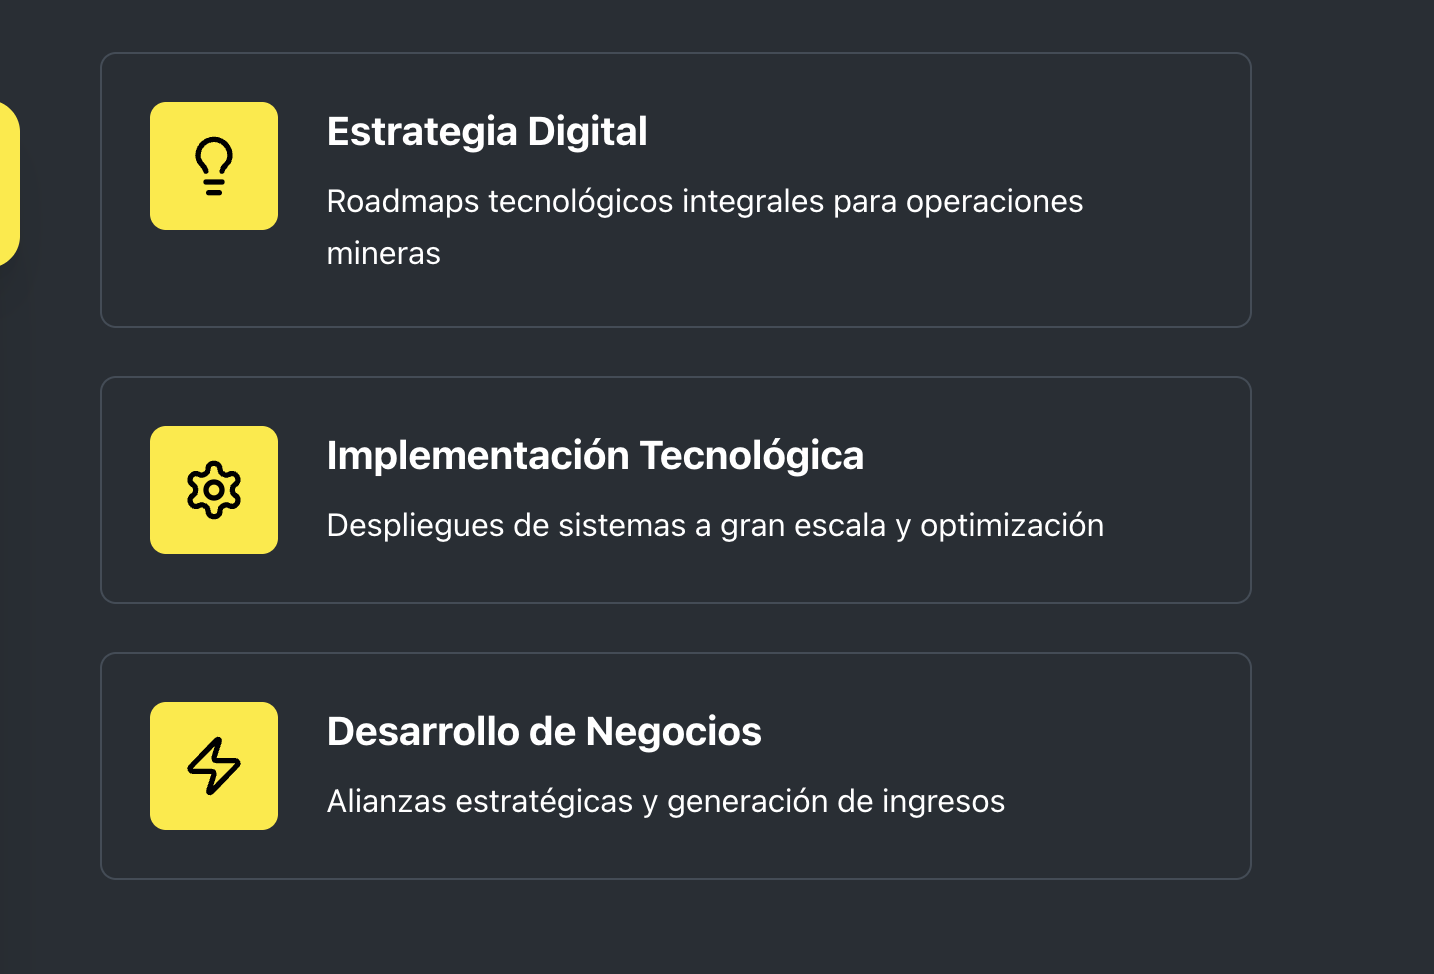 Estrategia Digital
Roadmaps tecnológicos integrales para operaciones
mineras
Implementación Tecnológica
Despliegues de sistemas a gran escala y optimización
Desarrollo de Negocios
Alianzas estratégicas y generación de ingresos